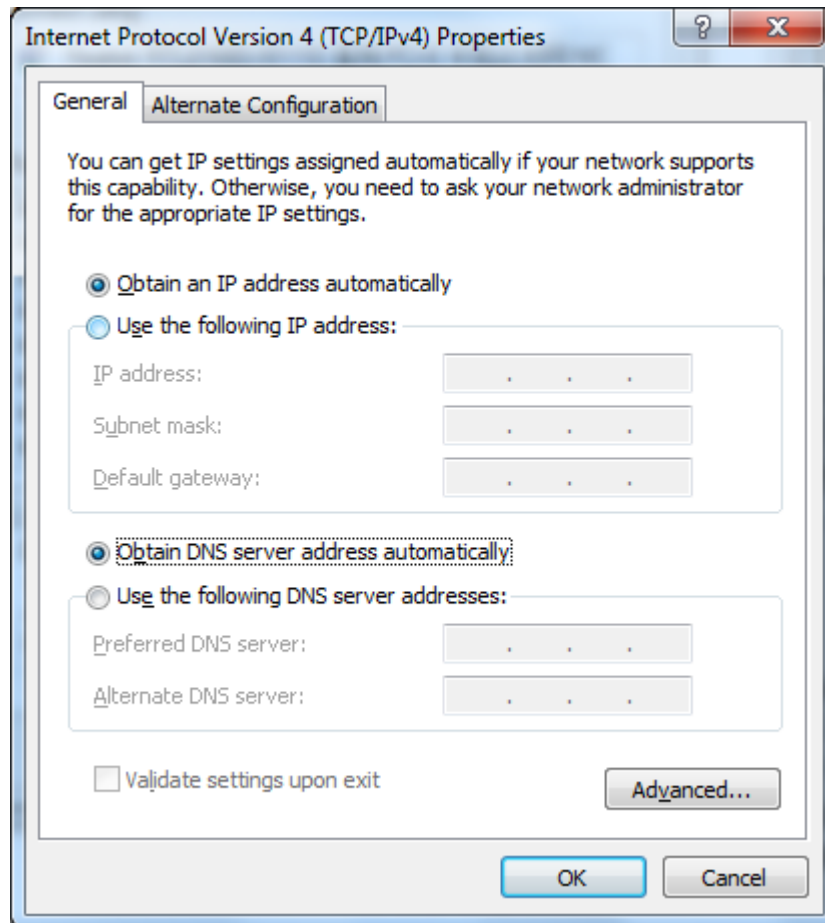 Internet Protocol Version 4 (TCP/IPv4) Properties
General
Alternate Configuration
You can get IP settings assigned automatically if your network supports
this capability. Otherwise, you need to ask your network administrator
for the appropriate IP settings.
Obtain an IP address automatically
Use the following IP address:
IP address:
. . .
Subnet mask:
. . .
Default gateway:
. . .
Obtain DNS server address automatically
Use the following DNS server addresses:
Preferred DNS server:
. . .
Alternate DNS server:
. . .
Validate settings upon exit
Advanced...
OK
Cancel